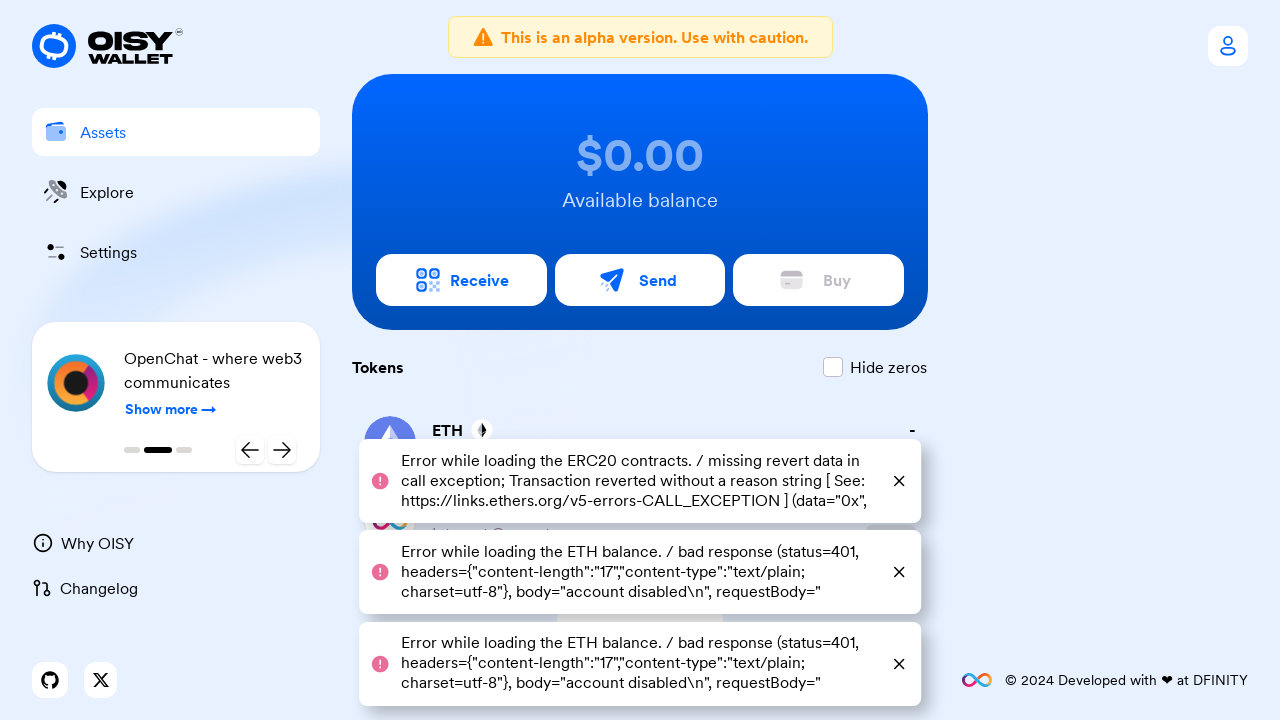 OISY
WALLET
This is an alpha version. Use with caution.
Assets
Explore
Settings
OpenChat - where web3
communicates
Show more
Why OISY
Changelog
$0.00
Available balance
Receive
Send
Buy
Tokens
Hide zeros
ETH
-
Error while loading the ERC20 contracts. / missing revert data in
call exception; Transaction reverted without a reason string [ See:
https://links.ethers.org/v5-errors-CALL_EXCEPTION ] (data="0x",
Error while loading the ETH balance. / bad response (status=401,
headers={"content-length":"17","content-type":"text/plain;
charset=utf-8"}, body="account disabled\n", requestBody="
Error while loading the ETH balance. / bad response (status=401,
headers={"content-length":"17","content-type":"text/plain;
charset=utf-8"}, body="account disabled\n", requestBody="
© 2024 Developed with ❤ at DFINITY